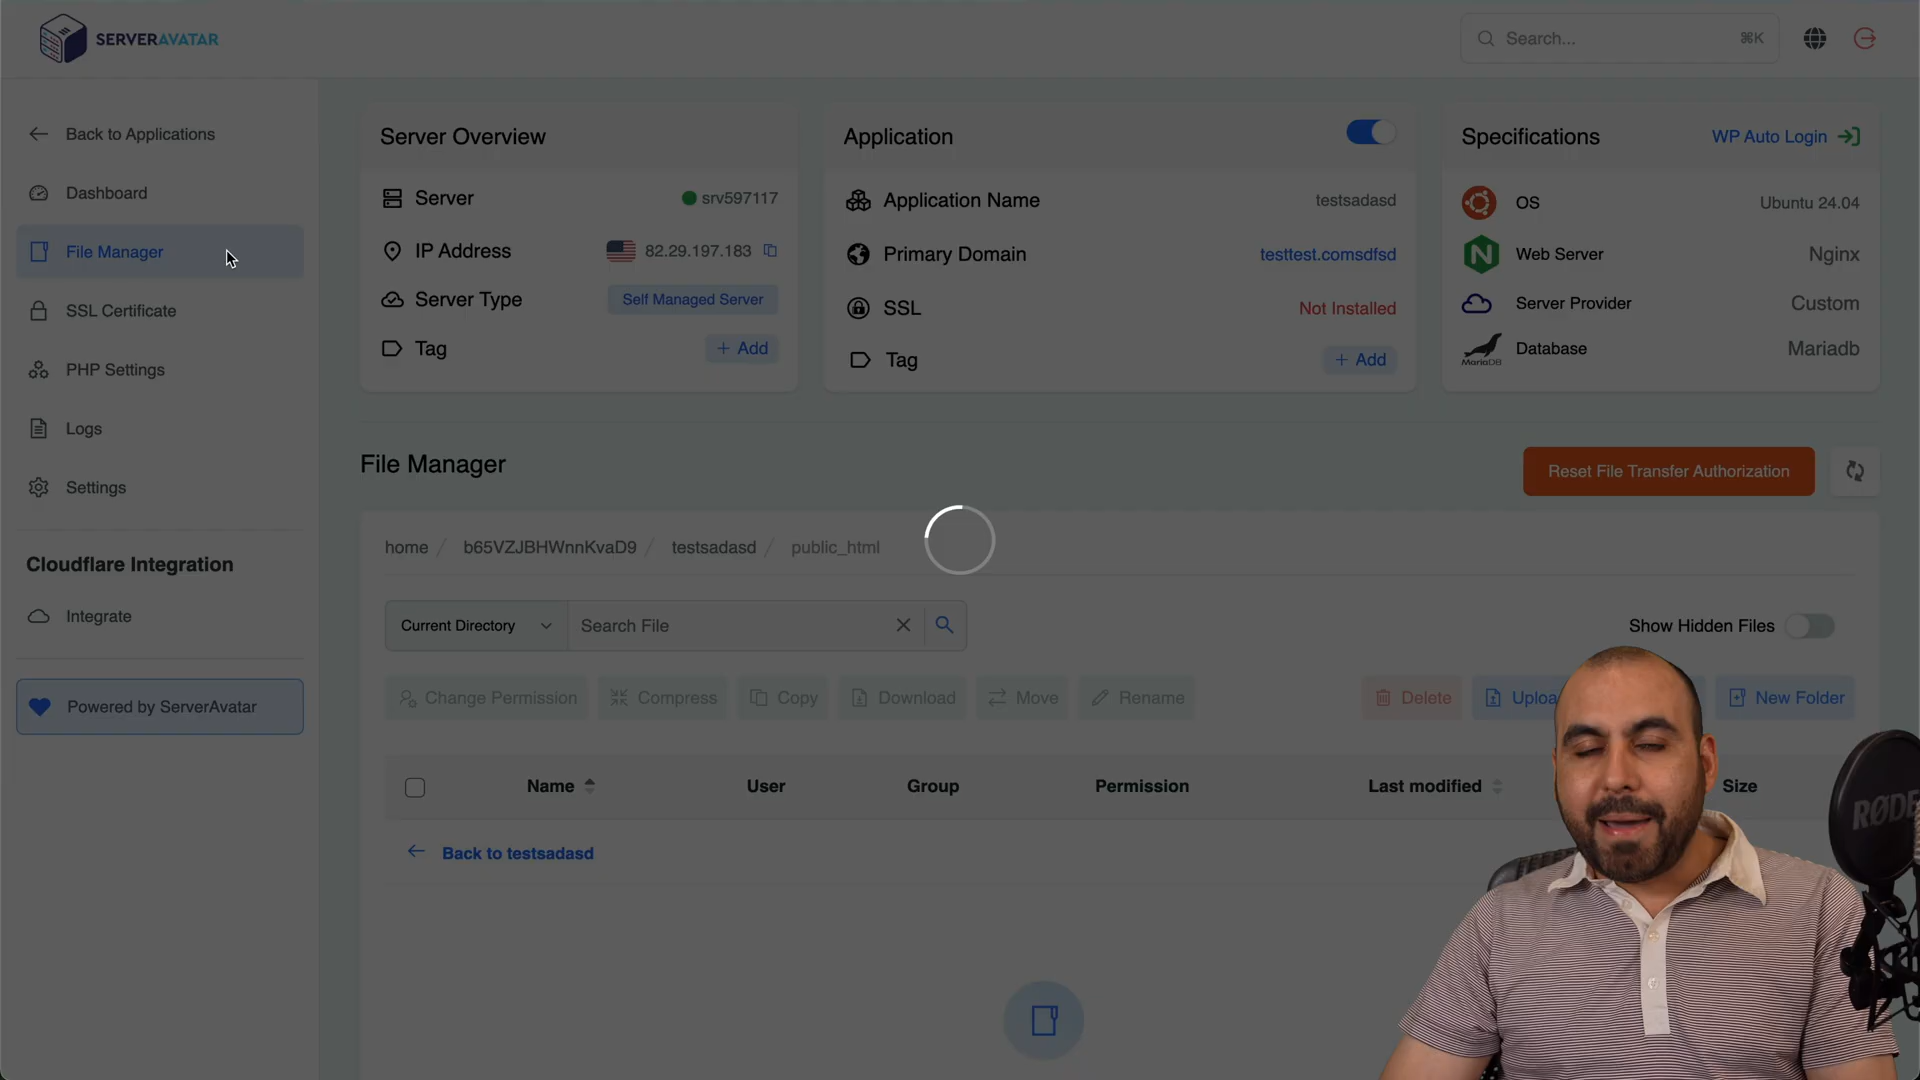 SERVERAVATAR
Search...
⌘K
Back to Applications
Dashboard
File Manager
SSL Certificate
PHP Settings
Logs
Settings
Cloudflare Integration
Integrate
Powered by ServerAvatar
Server Overview
Server
srv597117
IP Address
82.29.197.183
Server Type
Self Managed Server
Tag
+ Add
Application
Application Name
testsadasd
Primary Domain
testtest.comsdfsd
SSL
Not Installed
Tag
+ Add
Specifications
WP Auto Login
OS
Ubuntu 24.04
Web Server
Nginx
Server Provider
Custom
MariaDB
Database
Mariadb
File Manager
Reset File Transfer Authorization
home / b65VZJBHWnnKvaD9 / testsadasd / public_html
Current Directory
Search File
Show Hidden Files
Change Permission
Compress
Copy
Download
Move
Rename
Delete
Uploa
New Folder
Name
User
Group
Permission
Last modified
Size
Back to testsadasd
RØDE